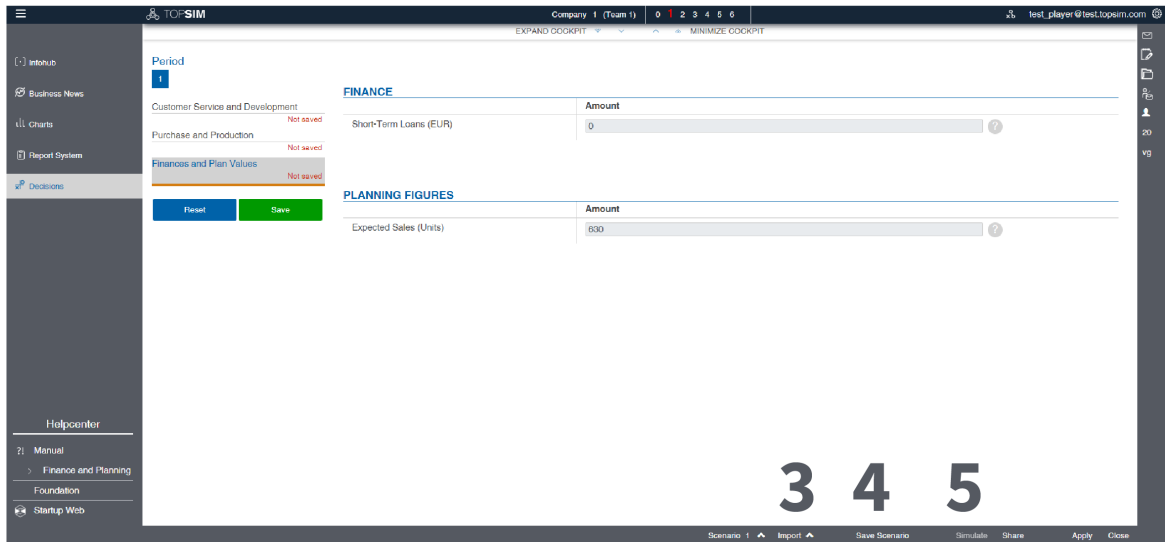 TOPSIM Company 1 (Team 1) 0 1 2 3 4 5 6 test_player@test.topsim.com
EXPAND COCKPIT MINIMIZE COCKPIT
Infohub
Business News
Charts
Report System
Decisions
Period
1
Customer Service and Development
Not saved
Purchase and Production
Not saved
Finances and Plan Values
Not saved
Reset Save
FINANCE
Amount
Short-Term Loans (EUR) 0 ?
PLANNING FIGURES
Amount
Expected Sales (Units) 630 ?
20
vg
Helpcenter
Manual
Finance and Planning
Foundation
Startup Web
3 4 5
Scenario 1 Import Save Scenario Simulate Share Apply Close